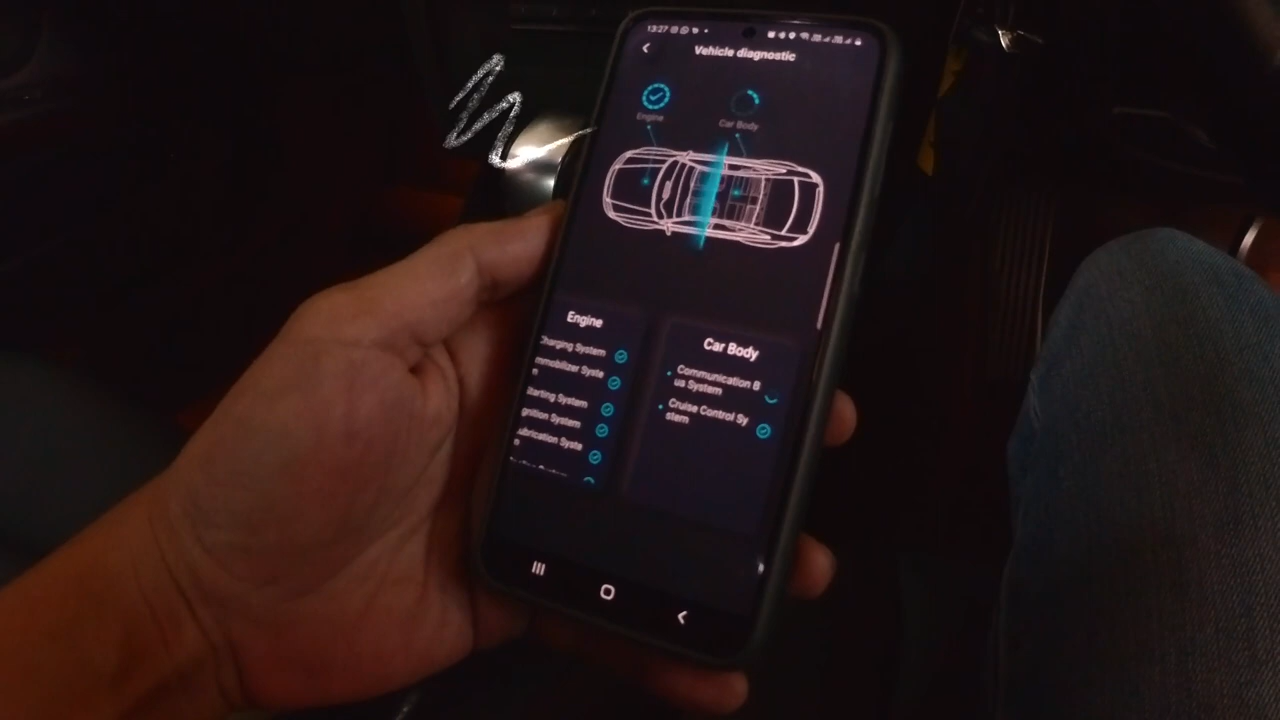 13:27
Vehicle diagnostic
Engine
Car Body
Engine
Charging System
mmobilizer Syste
n
tarting System
gnition System
ubrication Syste
n
Car Body
Communication B
us System
Cruise Control Sy
stem